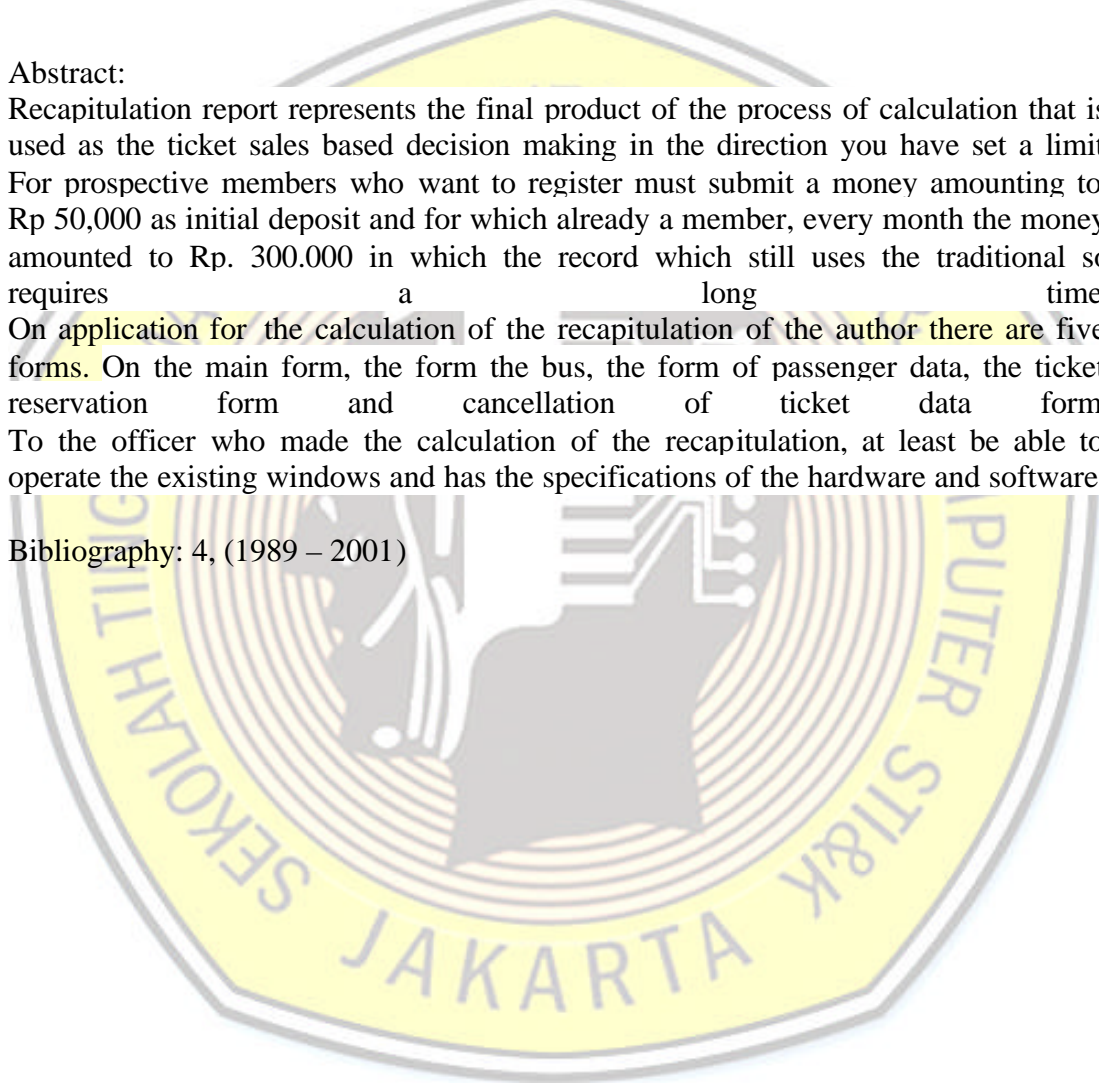 Abstract:
Recapitulation report represents the final product of the process of calculation that is
used as the ticket sales based decision making in the direction you have set a limit
For prospective members who want to register must submit a money amounting to
Rp 50,000 as initial deposit and for which already a member, every month the money
amounted to Rp. 300.000 in which the record which still uses the traditional so
requires a long time
On application for the calculation of the recapitulation of the author there are five
forms. On the main form, the form the bus, the form of passenger data, the ticket
reservation form and cancellation of ticket data form
To the officer who made the calculation of the recapitulation, at least be able to
operate the existing windows and has the specifications of the hardware and software
Bibliography: 4, (1989 – 2001)
SEKOLAH TING
JAKARTA
STI&K
MPUTER